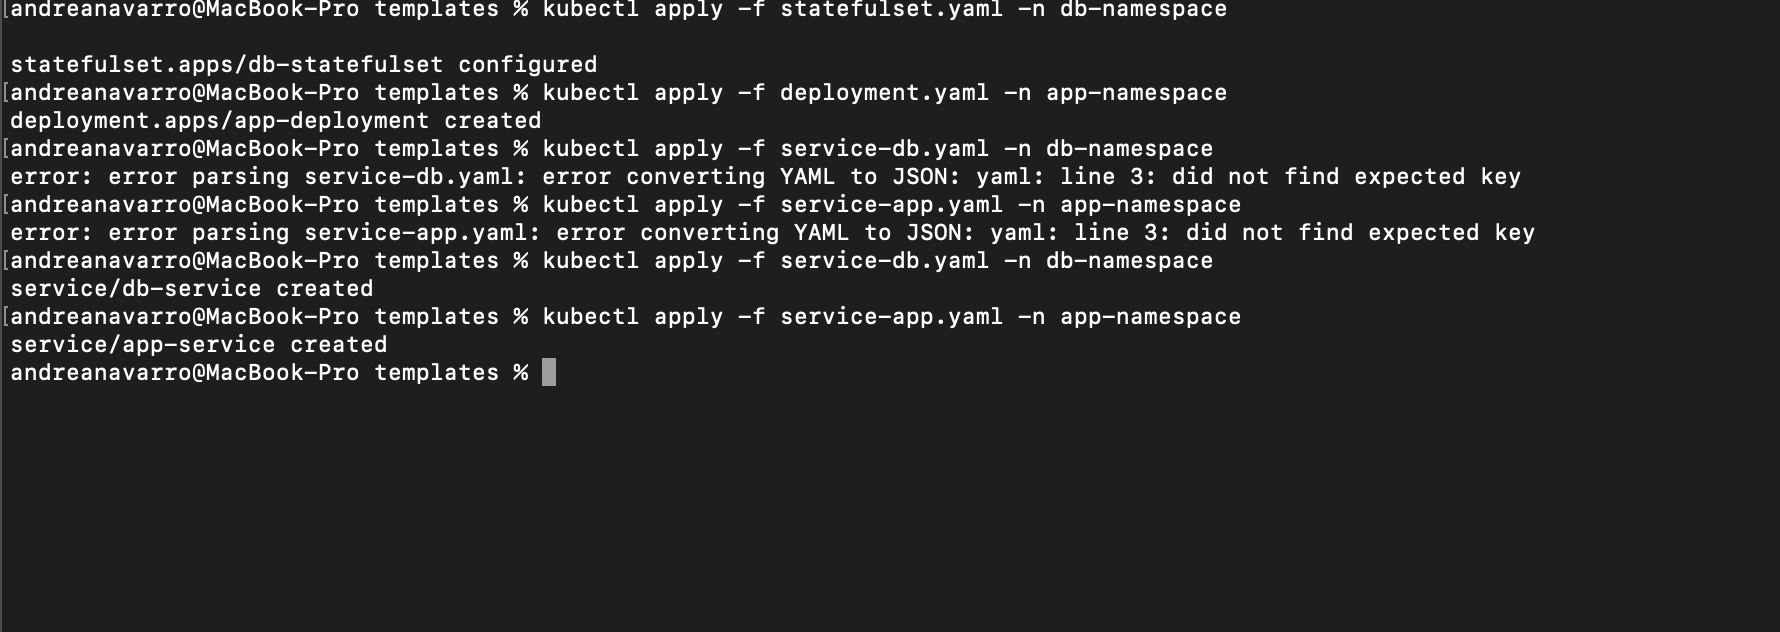 [andreanavarro@MacBook-Pro templates % kubectl apply -f statefulset.yaml -n db-namespace
statefulset.apps/db-statefulset configured
[andreanavarro@MacBook-Pro templates % kubectl apply -f deployment.yaml -n app-namespace
deployment.apps/app-deployment created
[andreanavarro@MacBook-Pro templates % kubectl apply -f service-db.yaml -n db-namespace
error: error parsing service-db.yaml: error converting YAML to JSON: yaml: line 3: did not find expected key
[andreanavarro@MacBook-Pro templates % kubectl apply -f service-app.yaml -n app-namespace
error: error parsing service-app.yaml: error converting YAML to JSON: yaml: line 3: did not find expected key
[andreanavarro@MacBook-Pro templates % kubectl apply -f service-db.yaml -n db-namespace
service/db-service created
[andreanavarro@MacBook-Pro templates % kubectl apply -f service-app.yaml -n app-namespace
service/app-service created
andreanavarro@MacBook-Pro templates %